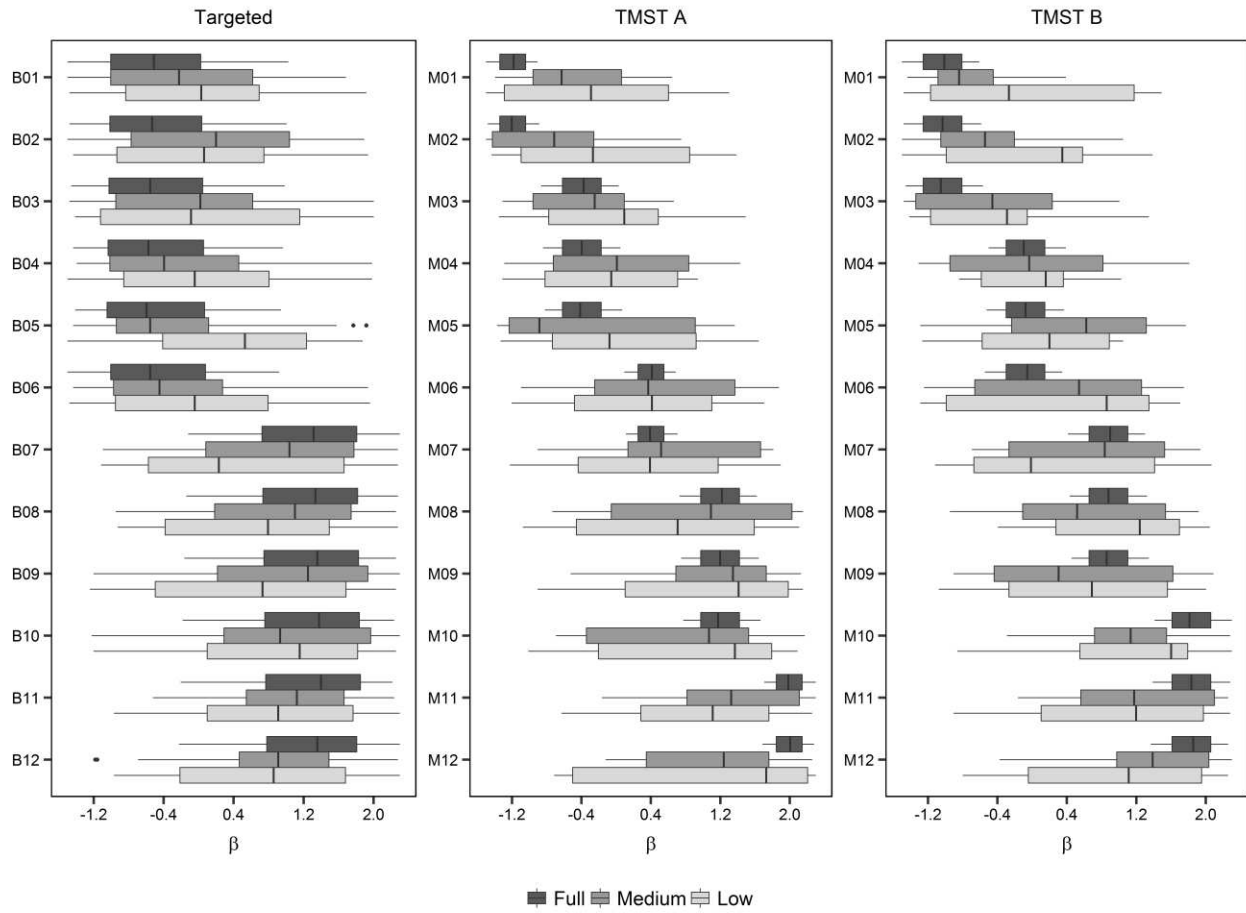 Targeted
TMST A
TMST B
B01
B02
B03
B04
B05
B06
B07
B08
B09
B10
B11
B12
M01
M02
M03
M04
M05
M06
M07
M08
M09
M10
M11
M12
M01
M02
M03
M04
M05
M06
M07
M08
M09
M10
M11
M12
-1.2 -0.4 0.4 1.2 2.0
-1.2 -0.4 0.4 1.2 2.0
-1.2 -0.4 0.4 1.2 2.0
β
β
β
Full Medium Low